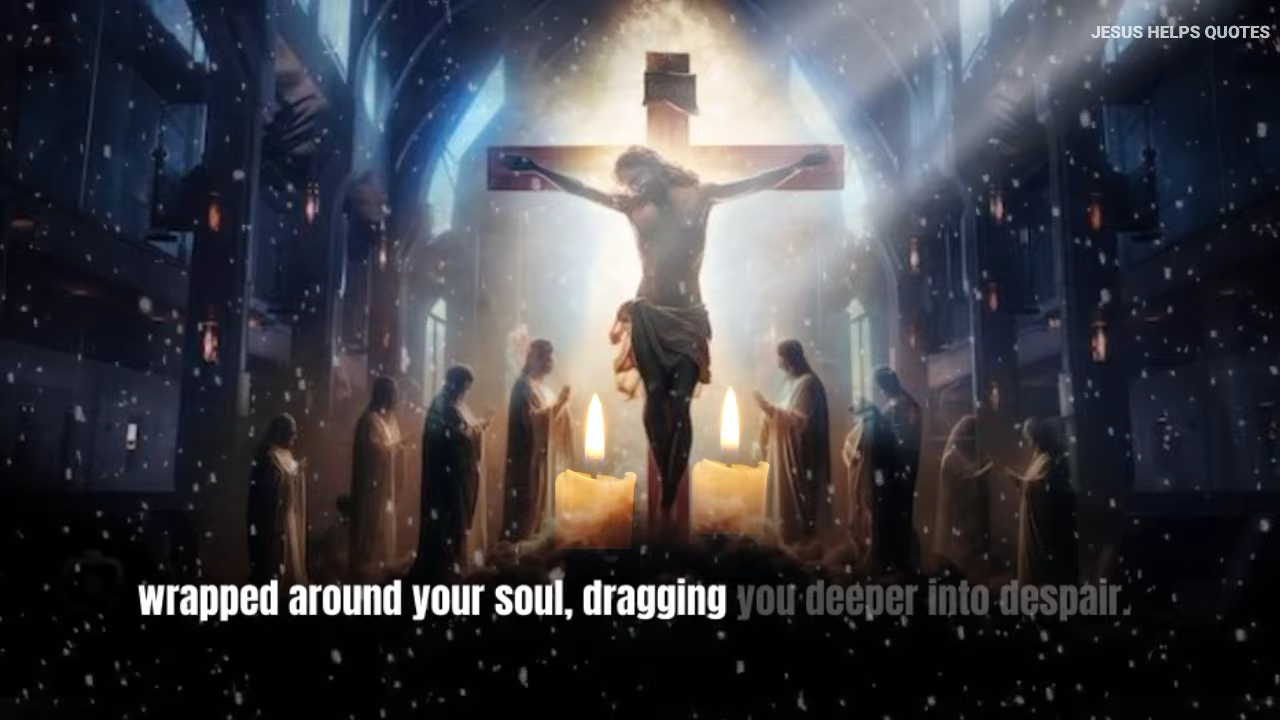 JESUS HELPS QUOTES
wrapped around your soul, dragging you deeper into despair.